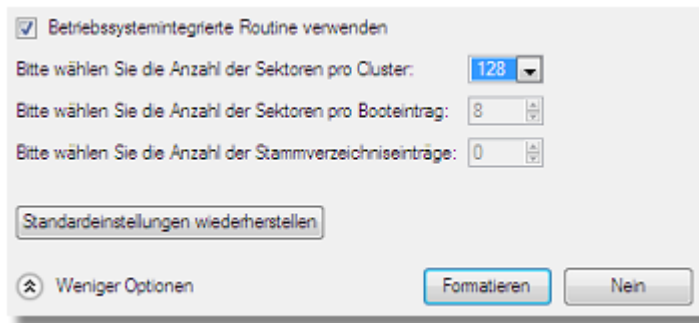 Betriebssystemintegrierte Routine verwenden
Bitte wählen Sie die Anzahl der Sektoren pro Cluster: 128
Bitte wählen Sie die Anzahl der Sektoren pro Booteintrag: 8
Bitte wählen Sie die Anzahl der Stammverzeichniseinträge: 0
Standardeinstellungen wiederherstellen
Weniger Optionen Formatieren Nein